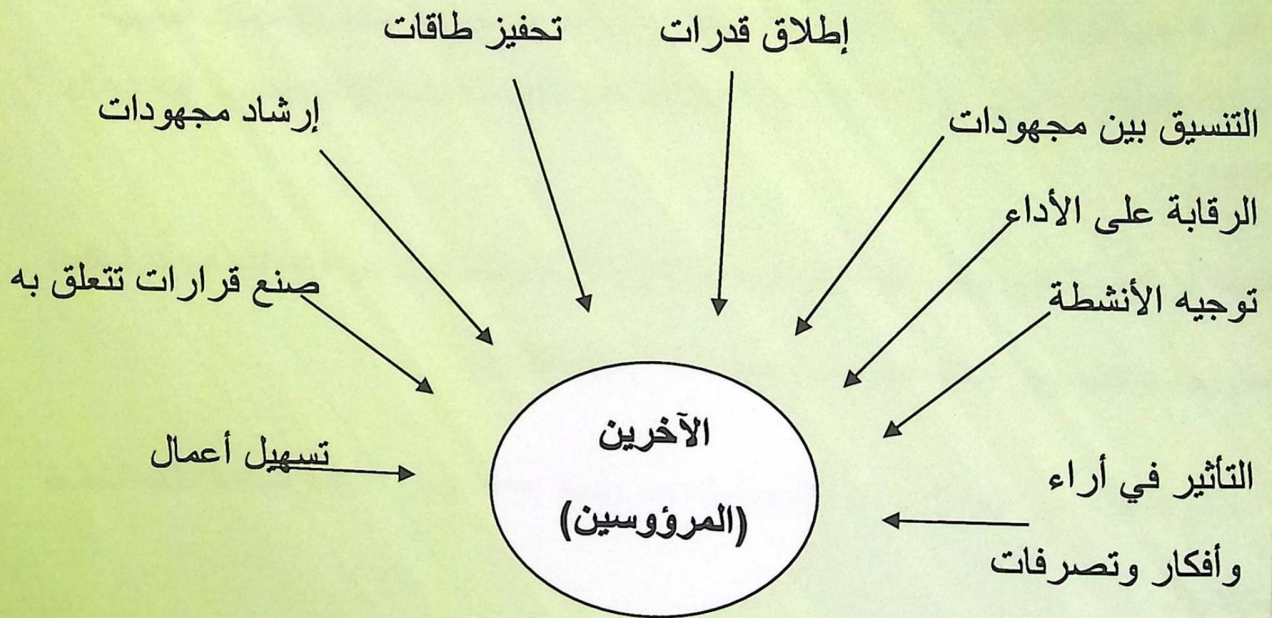 إطلاق قدرات
تحفيز طاقات
التنسيق بين مجهودات
إرشاد مجهودات
الرقابة على الأداء
توجيه الأنشطة
صنع قرارات تتعلق به
الآخرين
(المرؤوسين)
تسهيل أعمال
التأثير في أراء
وأفكار وتصرفات